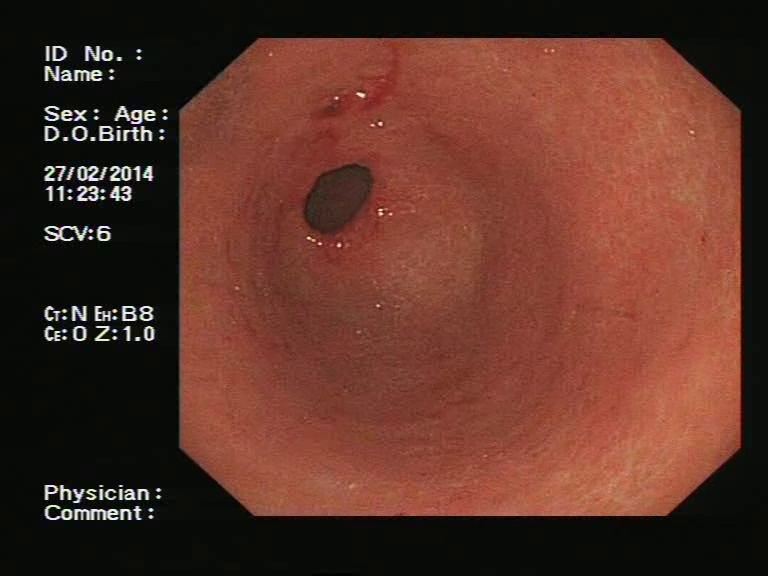 ID No. :
Name:
Sex: Age:
D.O.Birth:
27/02/2014
11:23:43
SCV:6
CT:N EH:B8
CE:0 Z:1.0
Physician:
Comment: